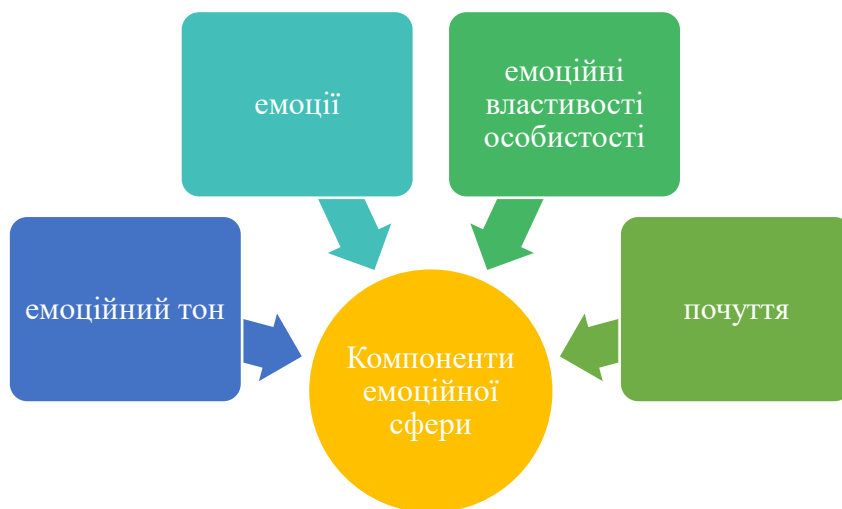 емоції
емоційні
властивості
особистості
емоційний тон
почуття
Компоненти
емоційної
сфери